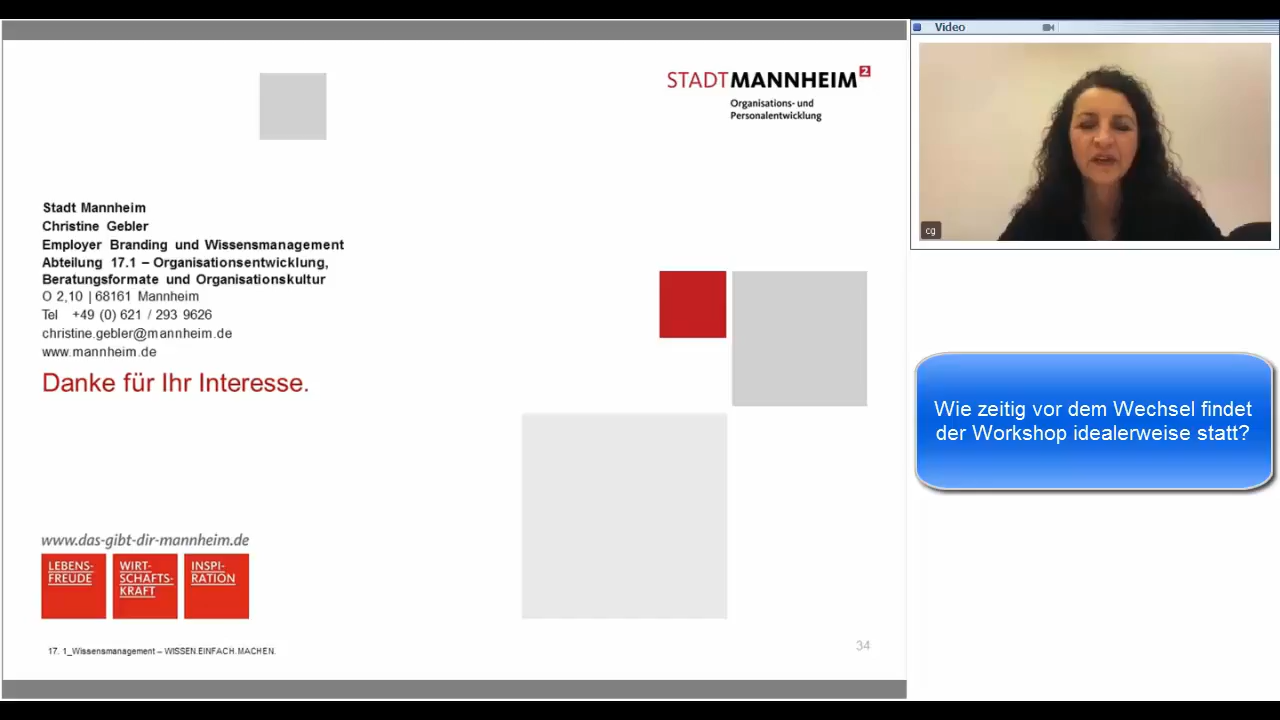 STADTMANNHEIM2
Organisations- und
Personalentwicklung
Stadt Mannheim
Christine Gebler
Employer Branding und Wissensmanagement
Abteilung 17.1 – Organisationsentwicklung,
Beratungsformate und Organisationskultur
O 2,10 | 68161 Mannheim
Tel +49 (0) 621 / 293 9626
christine.gebler@mannheim.de
www.mannheim.de
Danke für Ihr Interesse.
www.das-gibt-dir-mannheim.de
LEBENS-
FREUDE
WIRT-
SCHAFTS-
KRAFT
INSPI-
RATION
17. 1_Wissensmanagement – WISSEN.EINFACH.MACHEN.
34
Video
cg
Wie zeitig vor dem Wechsel findet
der Workshop idealerweise statt?